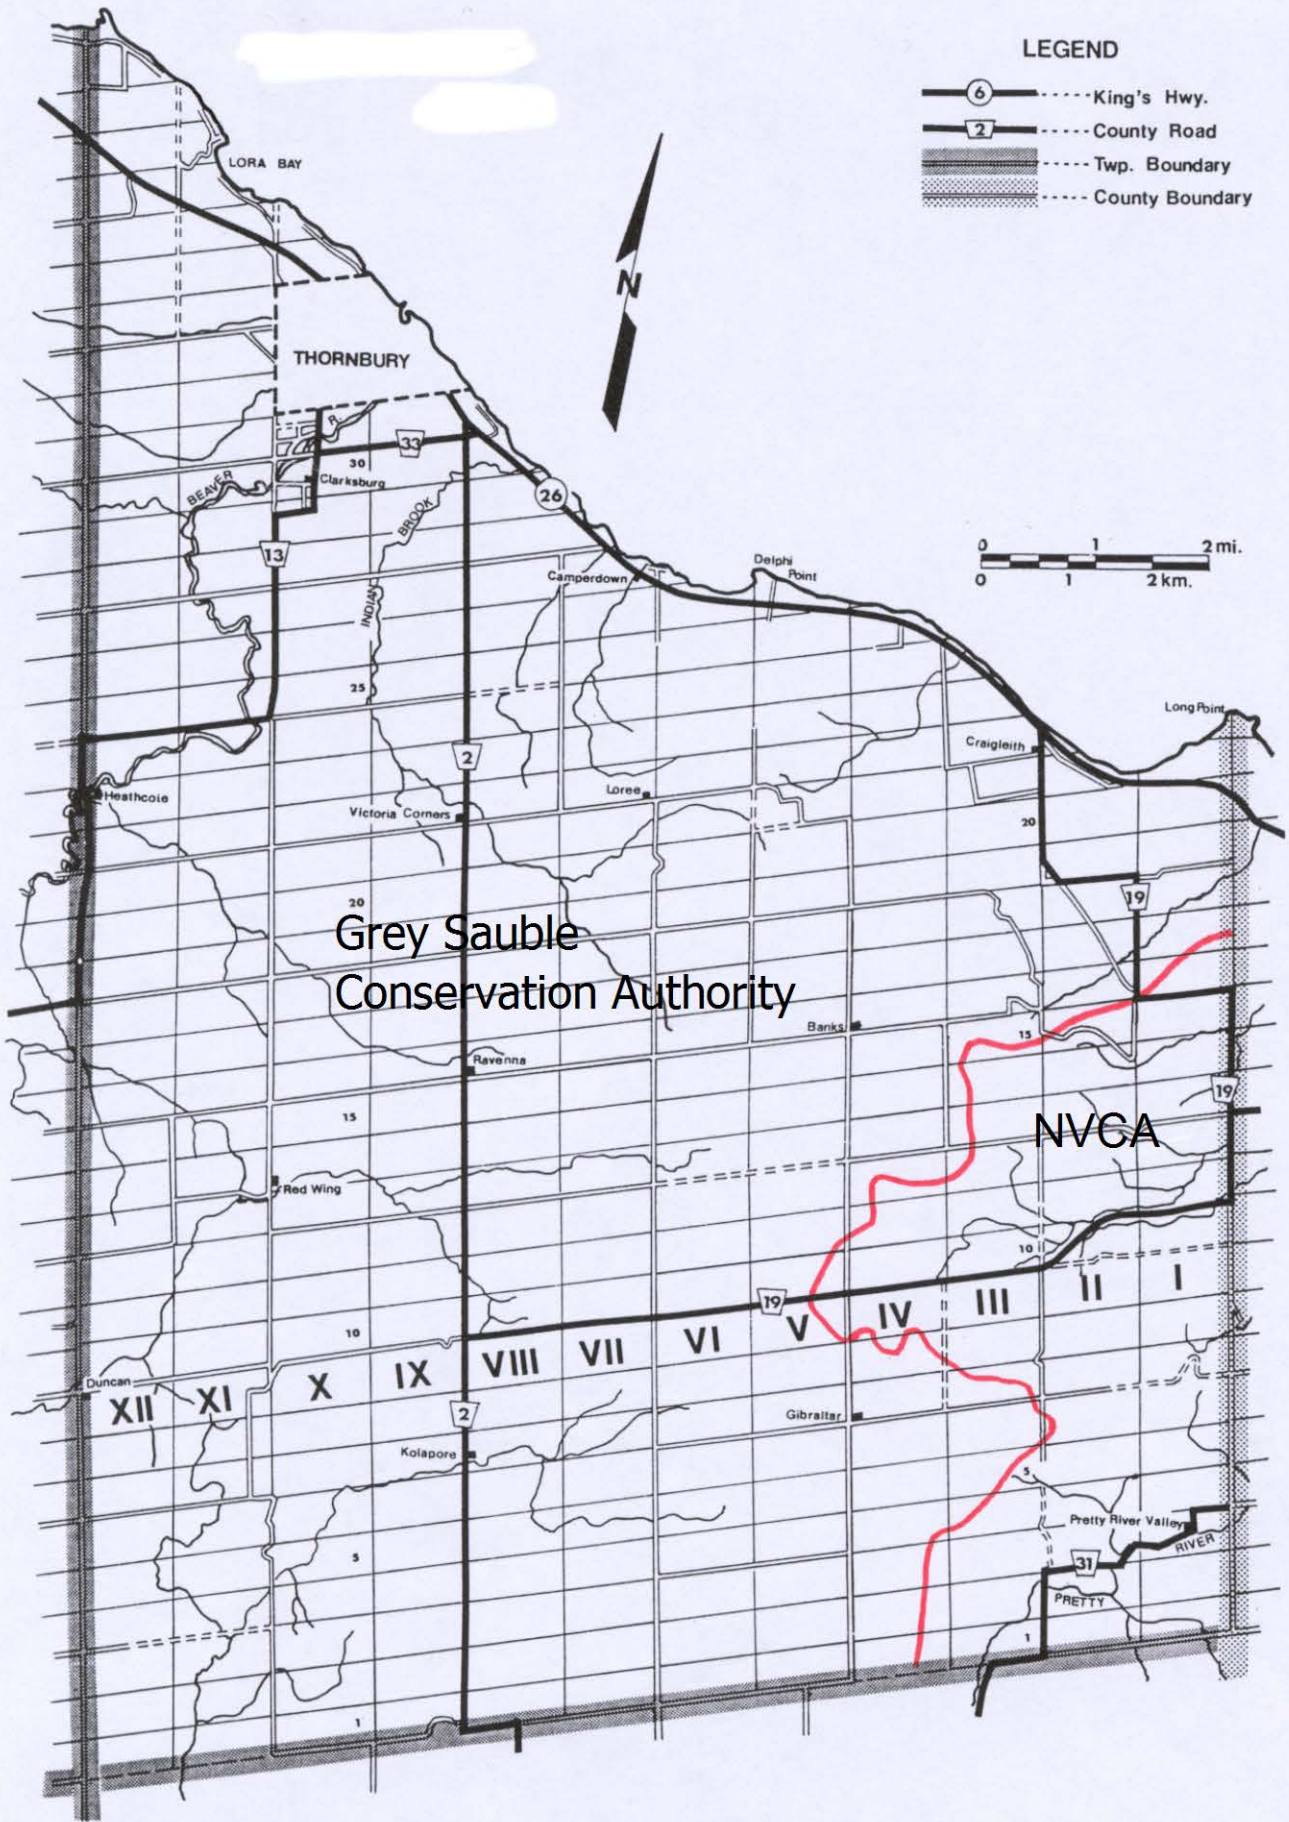 LEGEND
6 King's Hwy.
2 County Road
Twp. Boundary
County Boundary
LORA BAY
N
THORNBURY
R.
33
30
BEAVER
Clarksburg
26
BROOK
0 1 2 mi.
0 1 2 km.
13
Delphi
Point
Camperdown
INDIAN
25
Long Point
2
Craigleith
Heathcote
Loree
Victoria Corners
20
19
20
Grey Sauble
Conservation Authority
Banks
15
Ravenna
19
15
NVCA
Red Wing
10
19
I
II
III
IV
V
VI
VII
VIII
IX
X
XI
XII
10
Duncan
2
Gibraltar
Kolapore
5
Pretty River Valley
RIVER
5
31
PRETTY
1
1